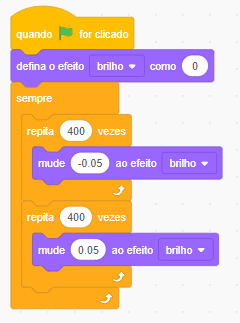 quando for clicado
defina o efeito brilho como 0
sempre
repita 400 vezes
mude -0.05 ao efeito brilho
repita 400 vezes
mude 0.05 ao efeito brilho